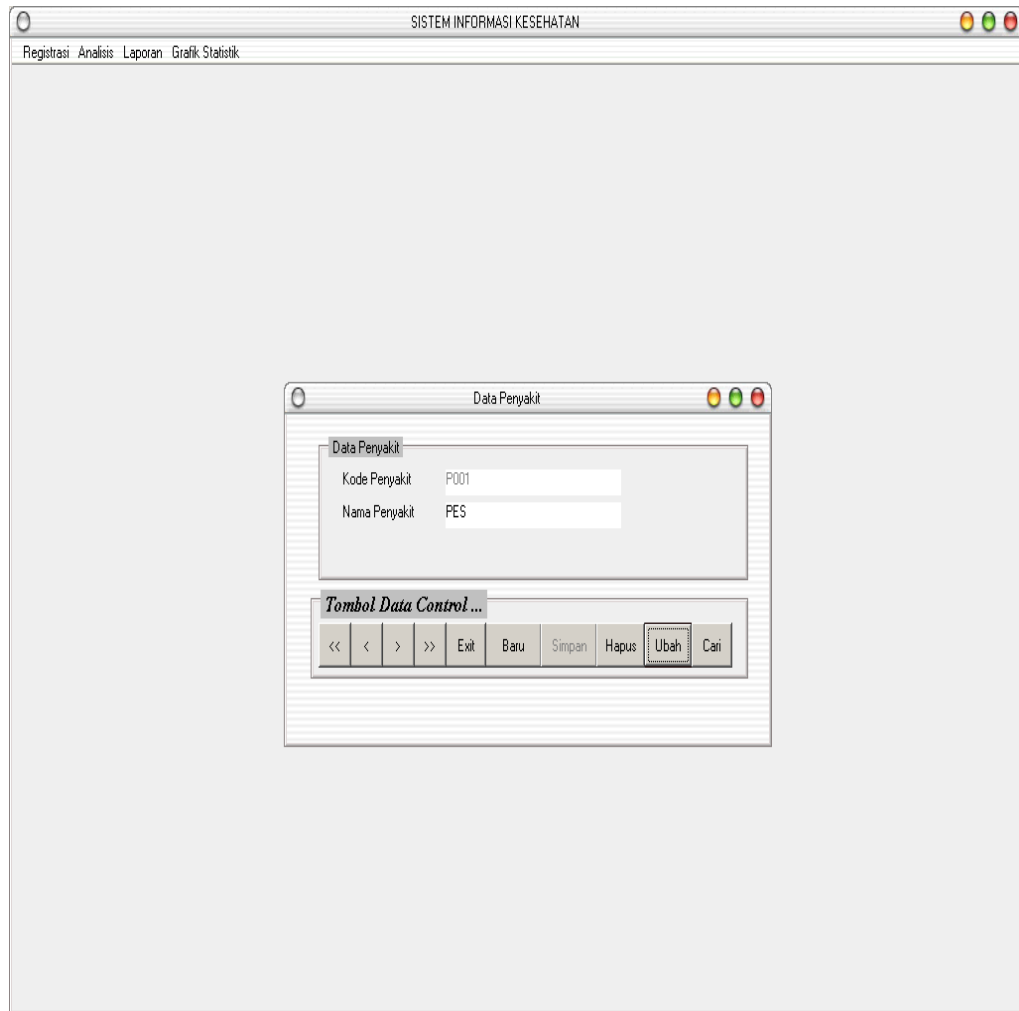 SISTEM INFORMASI KESEHATAN
Registrasi Analisis Laporan Grafik Statistik
Data Penyakit
Data Penyakit
Kode Penyakit P001
Nama Penyakit PES
Tombol Data Control ...
<< < > >> Exit Baru Simpan Hapus Ubah Cari